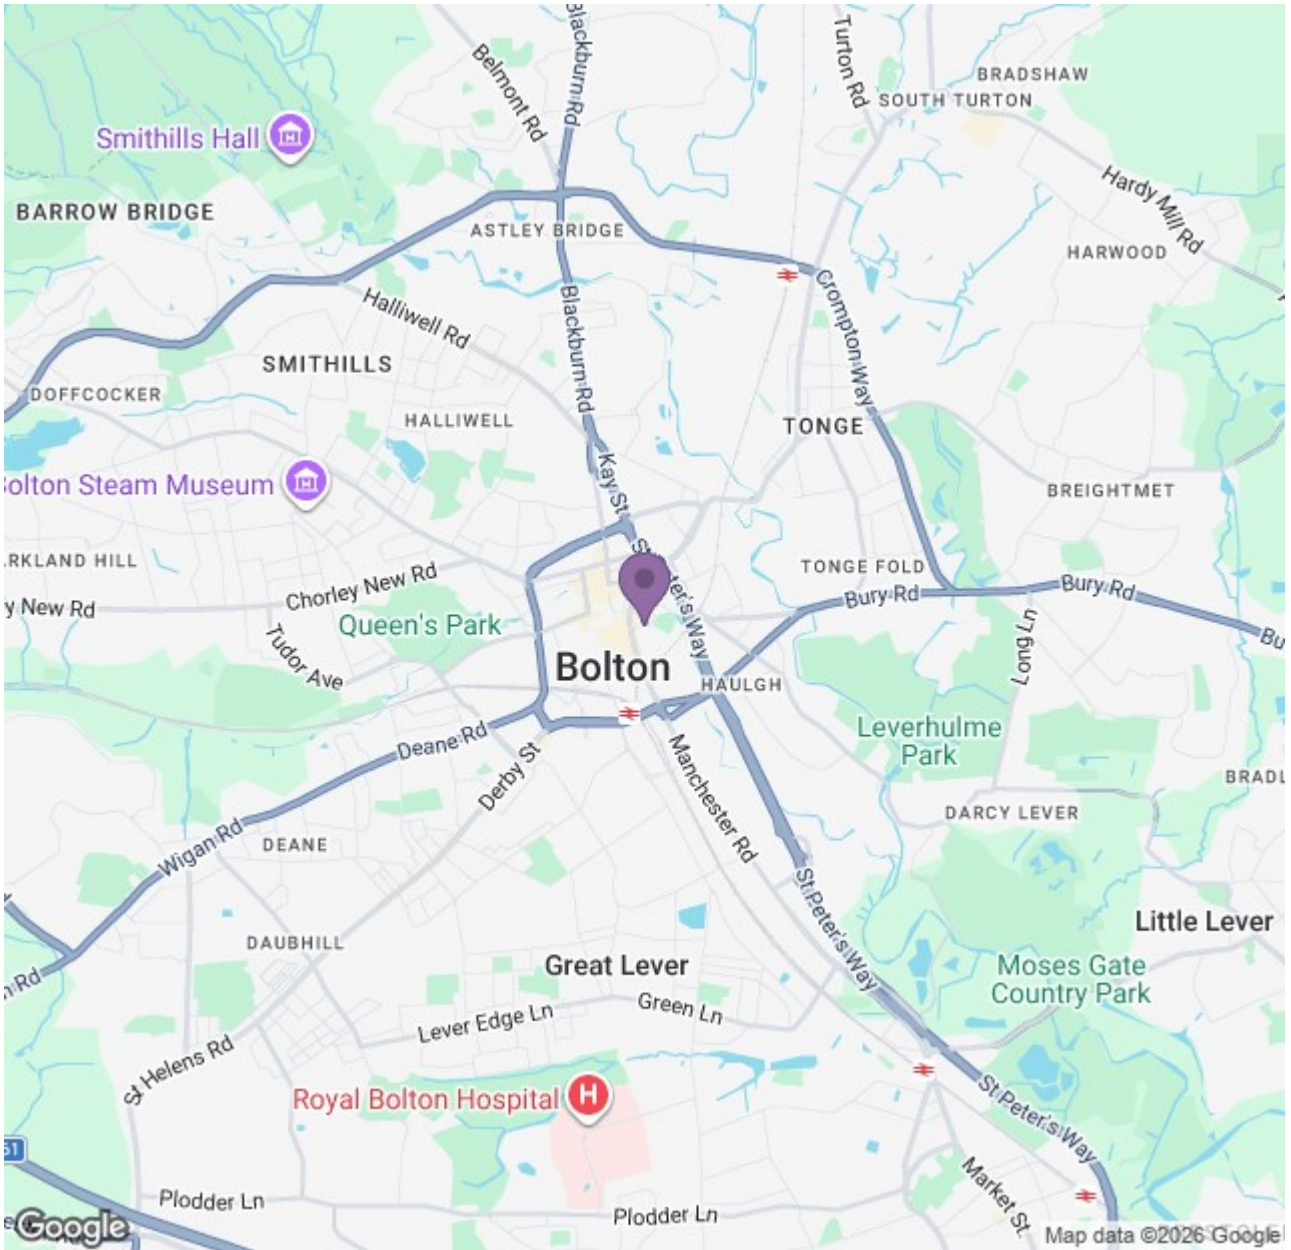 Blackburn Rd
Belmont Rd
Turton Rd
BRADSHAW
SOUTH TURTON
Smithills Hall
Hardy Mill Rd
BARROW BRIDGE
ASTLEY BRIDGE
HARWOOD
Crompton Way
Halliwell Rd
Blackburn Rd
SMITHILLS
DOFFCOCKER
HALLIWELL
TONGE
Kay St
Bolton Steam Museum
BREIGHTMET
RKLAND HILL
TONGE FOLD
Chorley New Rd
y New Rd
Bury Rd
Bury Rd
Bu
Queen's Park
St Peter's Way
Tudor Ave
Long Ln
Bolton
HAULGH
Leverhulme
Park
Deane Rd
Derby St
Manchester Rd
BRADL
DARCY LEVER
Wigan Rd
DEANE
St Peter's Way
Little Lever
DAUBHILL
Great Lever
Moses Gate
Country Park
n Rd
Green Ln
Lever Edge Ln
St Helens Rd
Royal Bolton Hospital
H
St Peter's Way
61
Market St
Plodder Ln
Plodder Ln
Google
Map data ©2026 Google